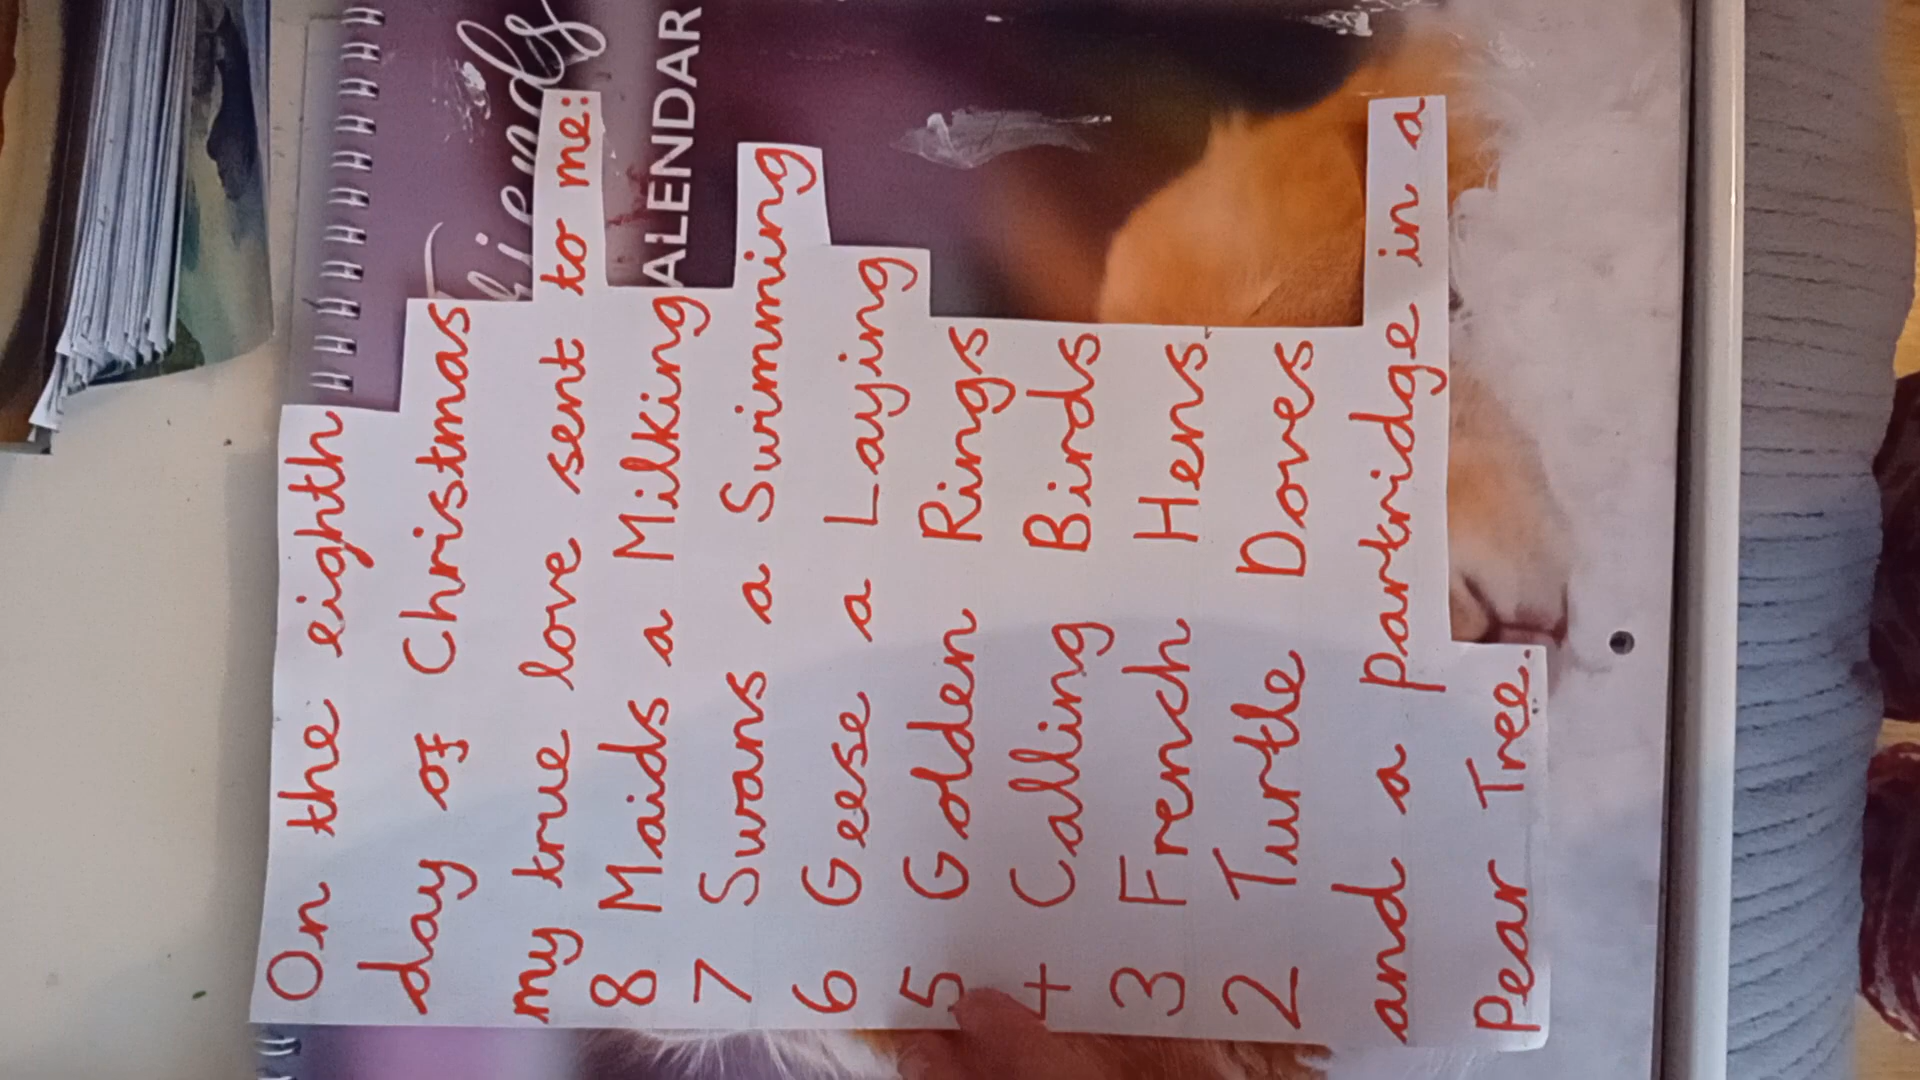 Friends
CALENDAR
On the eighth
day of Christmas
my true love sent to me:
8 Maids a Milking
7 Swans a Swimming
6 Geese a Laying
5 Golden Rings
4 Calling Birds
3 French Hens.
2 Turtle Doves
and a partridge in a
Pear Tree.